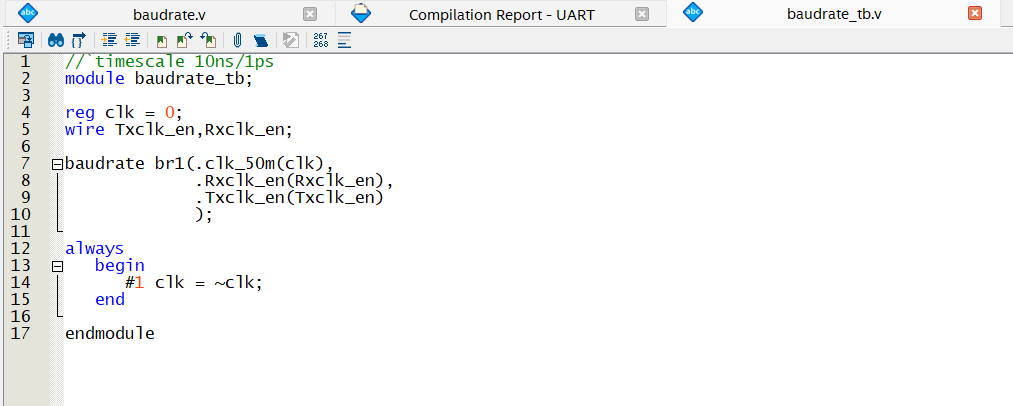 baudrate.v
Compilation Report - UART
baudrate_tb.v
267
268
1 //`timescale 10ns/1ps
2 module baudrate_tb;
3
4 reg clk = 0;
5 wire Txclk_en,Rxclk_en;
6
7 baudrate br1(.clk_50m(clk),
8 .Rxclk_en(Rxclk_en),
9 .Txclk_en(Txclk_en)
10 );
11
12 always
13 begin
14 #1 clk = ~clk;
15 end
16
17 endmodule